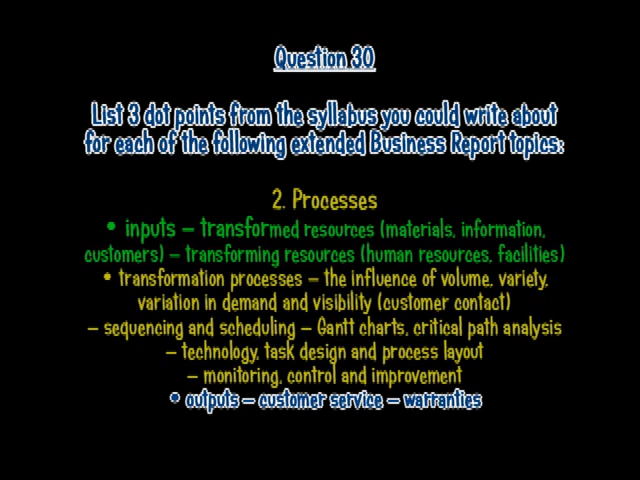 Question 30
List 3 dot points from the syllabus you could write about
for each of the following extended Business Report topics:
2. Processes
• inputs – transformed resources (materials, information,
customers) – transforming resources (human resources, facilities)
• transformation processes – the influence of volume, variety,
variation in demand and visibility (customer contact)
– sequencing and scheduling – Gantt charts, critical path analysis
– technology, task design and process layout
– monitoring, control and improvement
• outputs – customer service – warranties